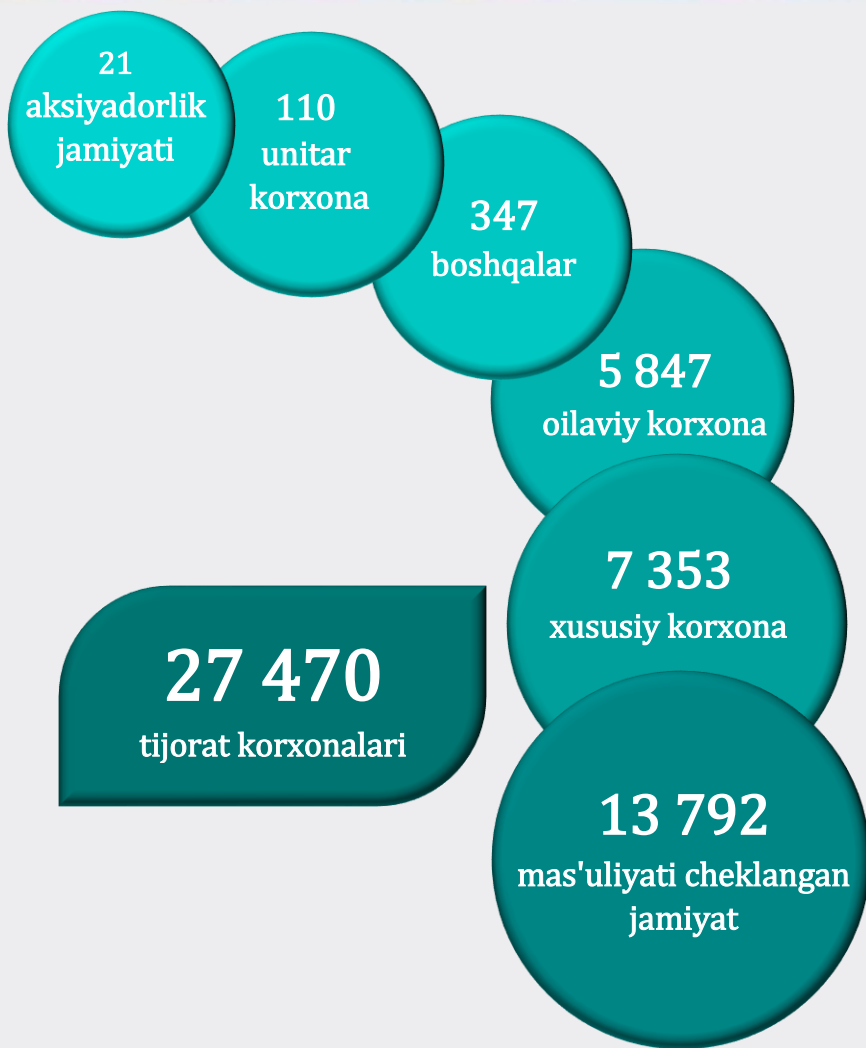 21
aksiyadorlik
jamiyati
110
unitar
korxona
347
boshqalar
5 847
oilaviy korxona
7 353
xususiy korxona
27 470
tijorat korxonalari
13 792
mas'uliyati cheklangan
jamiyat